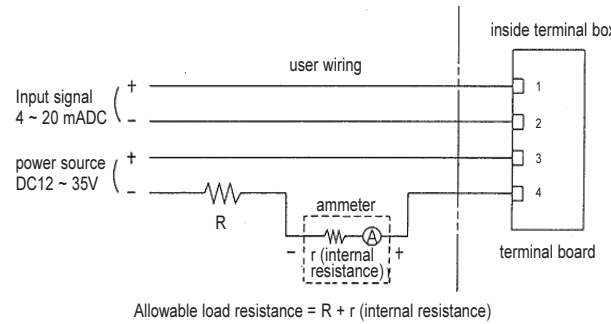 inside terminal box
user wiring
+
1
Input signal
4 ~ 20 mADC
−
2
+
3
power source
DC12 ~ 35V
−
4
R
ammeter
A
−
+
r (internal
resistance)
terminal board
Allowable load resistance = R + r (internal resistance)